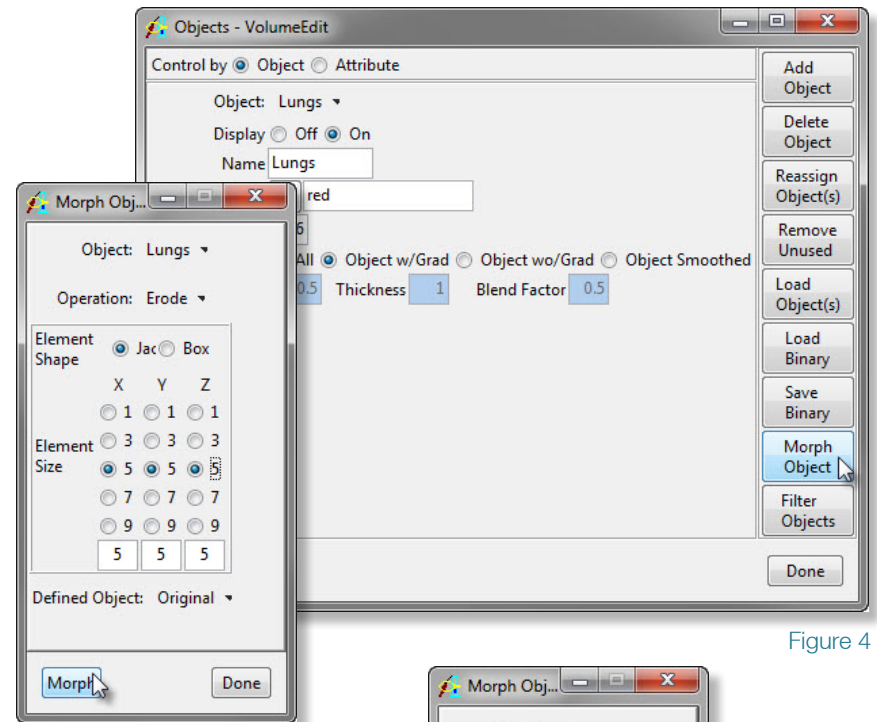 Objects - VolumeEdit
Control by Object Attribute
Object: Lungs
Display Off On
Name Lungs
red
6
All Object w/Grad Object wo/Grad Object Smoothed
0.5 Thickness 1 Blend Factor 0.5
Add Object
Delete Object
Reassign Object(s)
Remove Unused
Load Object(s)
Load Binary
Save Binary
Morph Object
Filter Objects
Done
Morph Obj...
Object: Lungs
Operation: Erode
Element Shape Jac Box
X Y Z
1 1 1
3 3 3
Element Size
5 5 5
7 7 7
9 9 9
5 5 5
Defined Object: Original
Morph Done
Figure 4
Morph Obj...